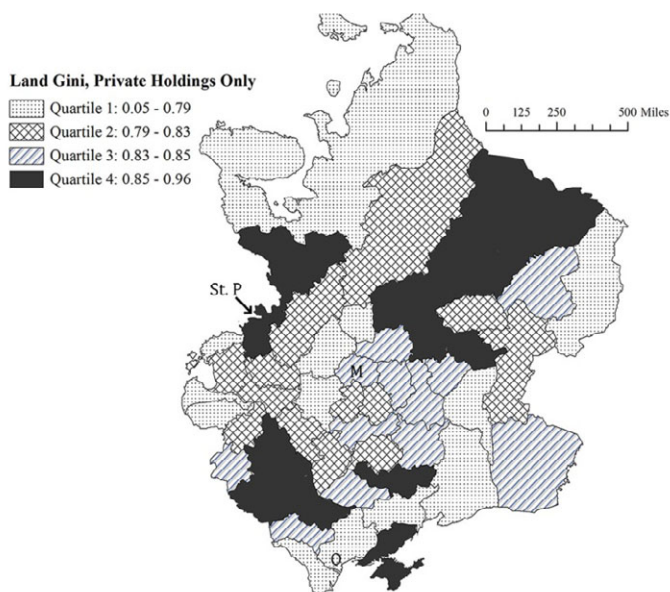 Land Gini, Private Holdings Only
Quartile 1: 0.05 - 0.79
Quartile 2: 0.79 - 0.83
Quartile 3: 0.83 - 0.85
Quartile 4: 0.85 - 0.96
0 125 250 500 Miles
St. P
M
O